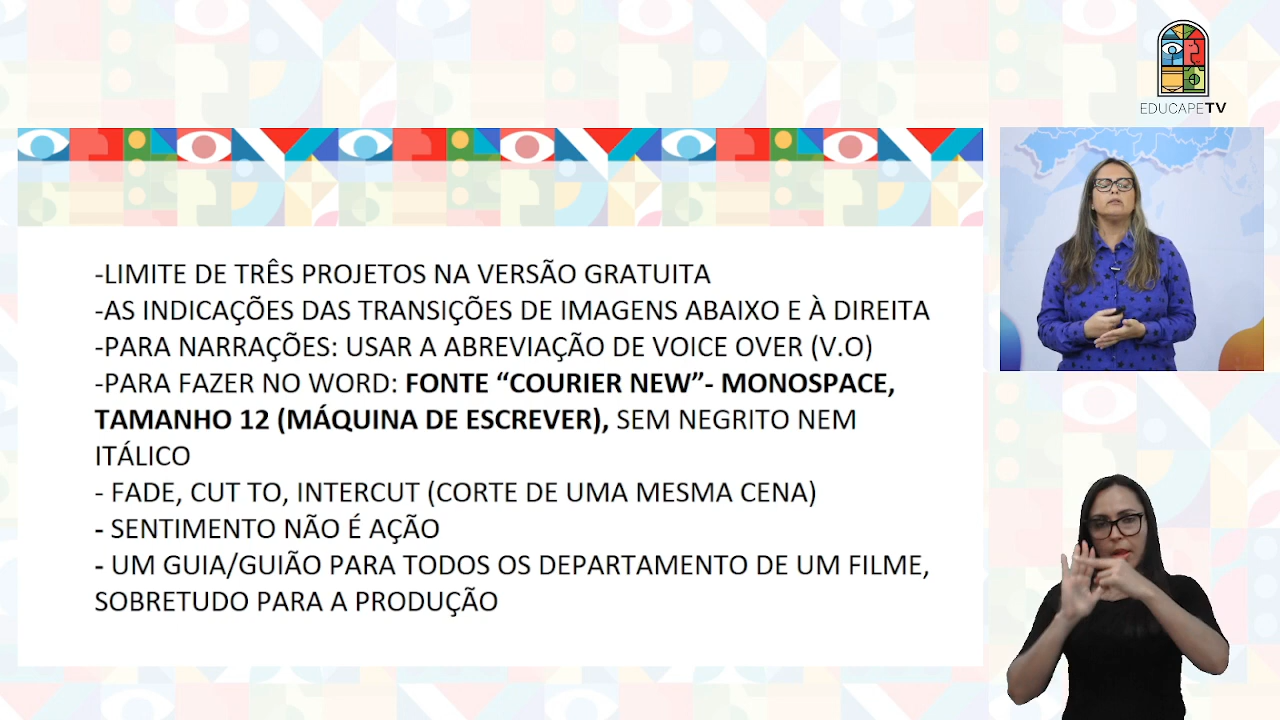 EDUCAPETV
-LIMITE DE TRÊS PROJETOS NA VERSÃO GRATUITA
-AS INDICAÇÕES DAS TRANSIÇÕES DE IMAGENS ABAIXO E À DIREITA
-PARA NARRAÇÕES: USAR A ABREVIAÇÃO DE VOICE OVER (V.O)
-PARA FAZER NO WORD: FONTE “COURIER NEW”- MONOSPACE,
TAMANHO 12 (MÁQUINA DE ESCREVER), SEM NEGRITO NEM
ITÁLICO
- FADE, CUT TO, INTERCUT (CORTE DE UMA MESMA CENA)
- SENTIMENTO NÃO É AÇÃO
- UM GUIA/GUIÃO PARA TODOS OS DEPARTAMENTO DE UM FILME,
SOBRETUDO PARA A PRODUÇÃO